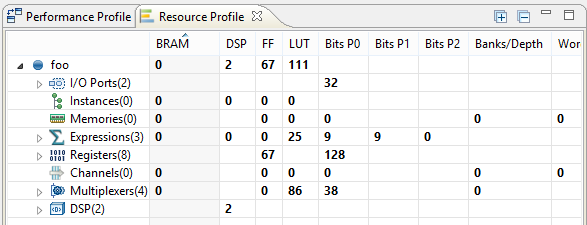 Performance Profile Resource Profile
BRAM DSP FF LUT Bits P0 Bits P1 Bits P2 Banks/Depth Wor
foo 0 2 67 111
I/O Ports(2) 32
Instances(0) 0 0 0 0
Memories(0) 0 0 0 0 0 0
Expressions(3) 0 0 0 25 9 9 0
Registers(8) 67 128
Channels(0) 0 0 0 0 0 0
Multiplexers(4) 0 0 86 38 0
DSP(2) 2